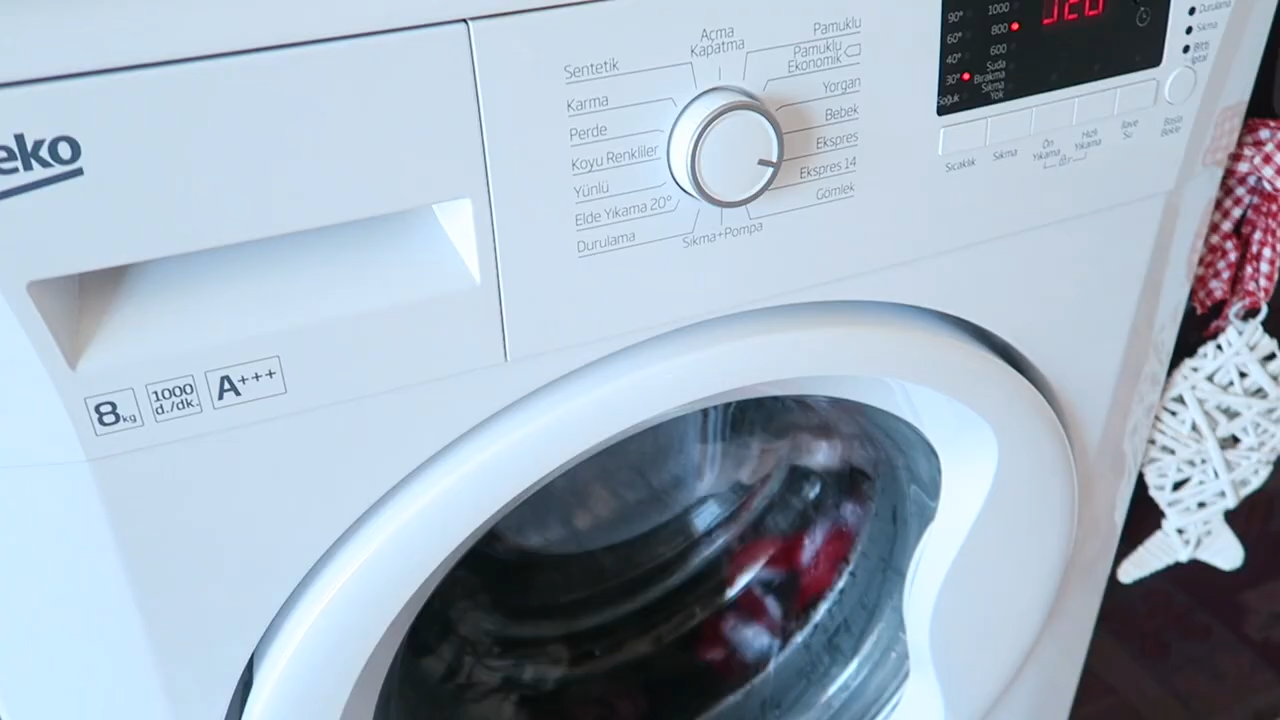 eko
8 kg
1000
d./dk.
A+++
Açma
Kapatma
Sentetik
Karma
Perde
Koyu Renkliler
Yünlü
Elde Yıkama 20°
Durulama
Sıkma+Pompa
Pamuklu
Pamuklu
Ekonomik
Yorgan
Bebek
Ekspres
Ekspres 14
Gömlek
90°
60°
40°
30°
Soğuk
1000
800
600
Suda
Bırakma
Sıkma
Yok
Durulama
Sıkma
Bitti
İptal
Sıcaklık
Sıkma
Ön
Yıkama
Hızlı
Yıkama
İlave
Su
Başla
Bekle